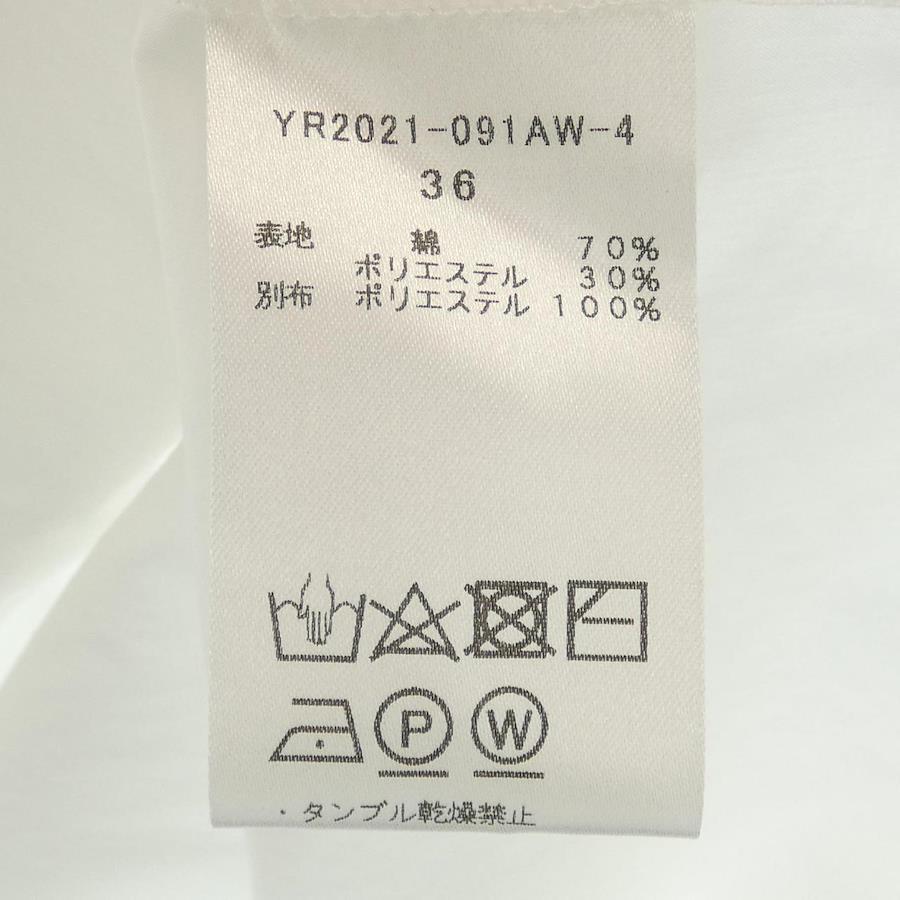 YR2021-091AW-4
36
表地 綿 70%
ポリエステル 30%
別布 ポリエステル 100%
P W
・タンブル乾燥禁止